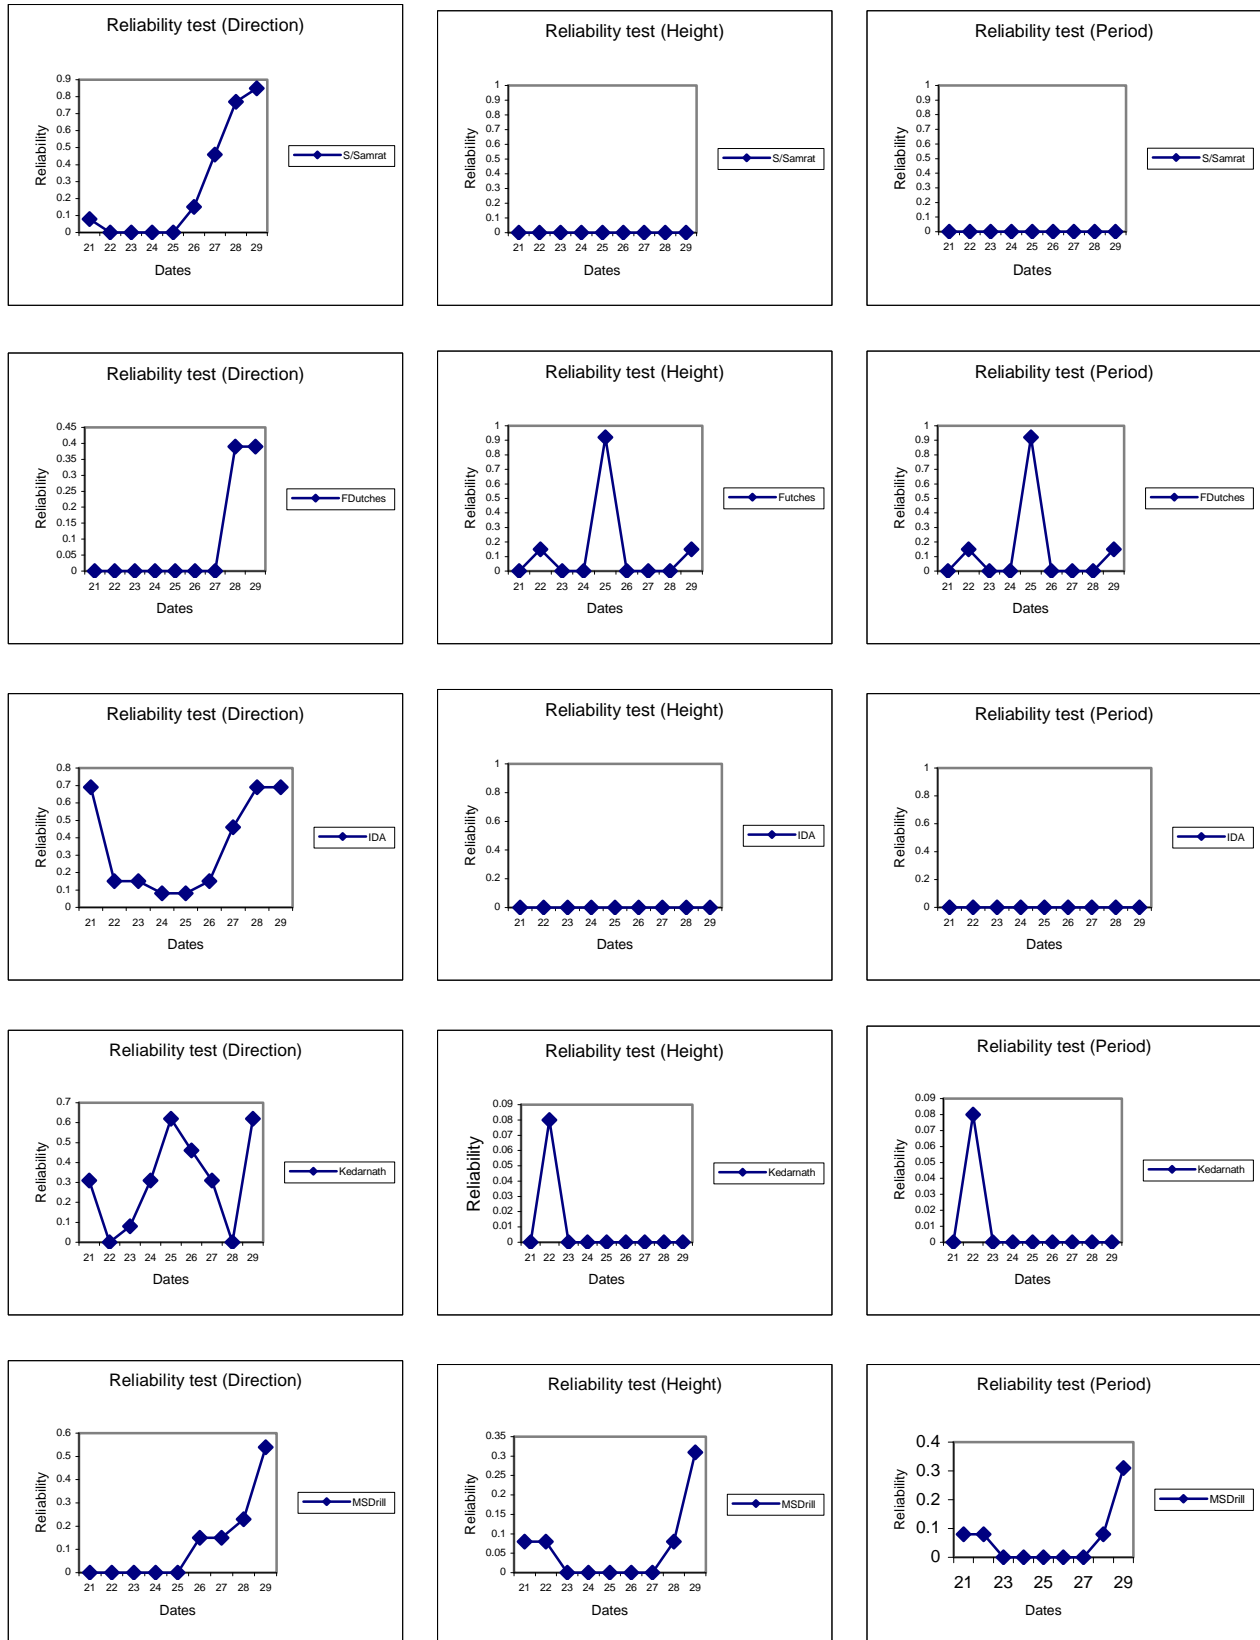 Reliability test (Direction)
Reliability
0.9
0.8
0.7
0.6
0.5
0.4
0.3
0.2
0.1
0
21 22 23 24 25 26 27 28 29
Dates
S/Samrat
Reliability test (Height)
Reliability
1
0.9
0.8
0.7
0.6
0.5
0.4
0.3
0.2
0.1
0
21 22 23 24 25 26 27 28 29
Dates
S/Samrat
Reliability test (Period)
Reliability
1
0.9
0.8
0.7
0.6
0.5
0.4
0.3
0.2
0.1
0
21 22 23 24 25 26 27 28 29
Dates
S/Samrat
Reliability test (Direction)
Reliability
0.45
0.4
0.35
0.3
0.25
0.2
0.15
0.1
0.05
0
21 22 23 24 25 26 27 28 29
Dates
FDutches
Reliability test (Height)
Reliability
1
0.9
0.8
0.7
0.6
0.5
0.4
0.3
0.2
0.1
0
21 22 23 24 25 26 27 28 29
Dates
Futches
Reliability test (Period)
Reliability
1
0.9
0.8
0.7
0.6
0.5
0.4
0.3
0.2
0.1
0
21 22 23 24 25 26 27 28 29
Dates
FDutches
Reliability test (Direction)
Reliability
0.8
0.7
0.6
0.5
0.4
0.3
0.2
0.1
0
21 22 23 24 25 26 27 28 29
Dates
IDA
Reliability test (Height)
Reliability
1
0.8
0.6
0.4
0.2
0
21 22 23 24 25 26 27 28 29
Dates
IDA
Reliability test (Period)
Reliability
1
0.8
0.6
0.4
0.2
0
21 22 23 24 25 26 27 28 29
Dates
IDA
Reliability test (Direction)
Reliability
0.7
0.6
0.5
0.4
0.3
0.2
0.1
0
21 22 23 24 25 26 27 28 29
Dates
Kedarnath
Reliability test (Height)
Reliability
0.09
0.08
0.07
0.06
0.05
0.04
0.03
0.02
0.01
0
21 22 23 24 25 26 27 28 29
Dates
Kedarnath
Reliability test (Period)
Reliability
0.09
0.08
0.07
0.06
0.05
0.04
0.03
0.02
0.01
0
21 22 23 24 25 26 27 28 29
Dates
Kedarnath
Reliability test (Direction)
Reliability
0.6
0.5
0.4
0.3
0.2
0.1
0
21 22 23 24 25 26 27 28 29
Dates
MSDrill
Reliability test (Height)
Reliability
0.35
0.3
0.25
0.2
0.15
0.1
0.05
0
21 22 23 24 25 26 27 28 29
Dates
MSDrill
Reliability test (Period)
Reliability
0.4
0.3
0.2
0.1
0
21 23 25 27 29
Dates
MSDrill